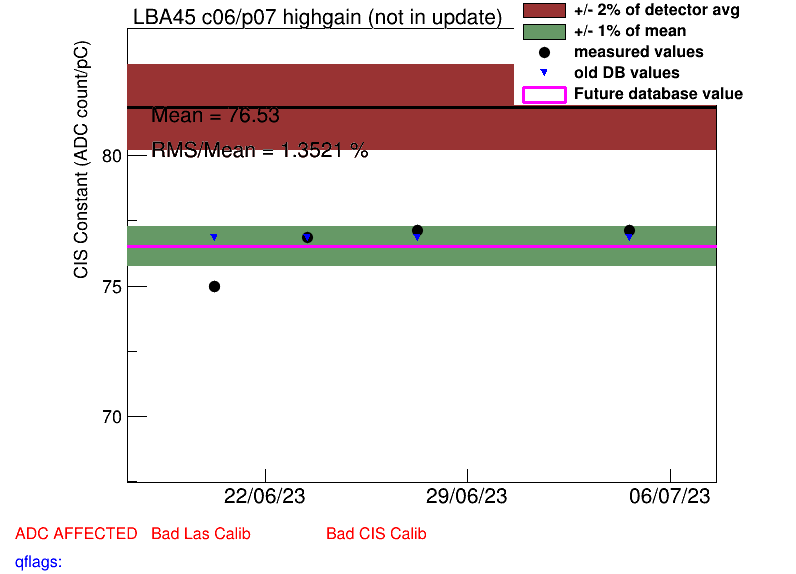 LBA45 c06/p07 highgain (not in update)
+/- 2% of detector avg
+/- 1% of mean
measured values
old DB values
Future database value
CIS Constant (ADC count/pC)
Mean = 76.53
RMS/Mean = 1.3521 %
80
75
70
22/06/23 29/06/23 06/07/23
ADC AFFECTED Bad Las Calib Bad CIS Calib
qflags: